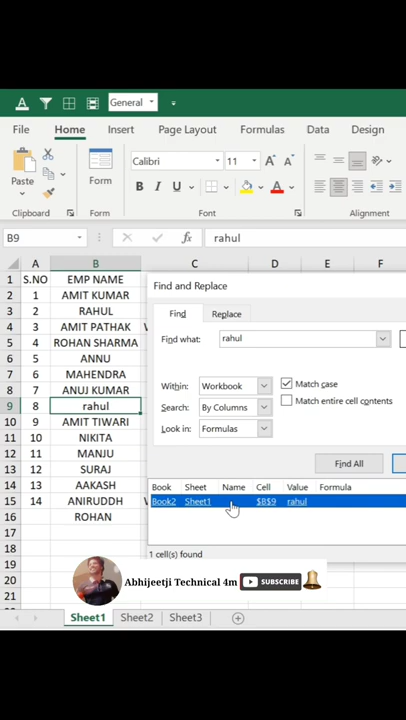 A General
File Home Insert Page Layout Formulas Data Design
Calibri 11 A A
Paste Form B I U A
Clipboard Form Font Alignment
B9 fx rahul
A B C D E F
1 S.NO EMP NAME
2 1 AMIT KUMAR
3 2 RAHUL
4 3 AMIT PATHAK
5 4 ROHAN SHARMA
6 5 ANNU
7 6 MAHENDRA
8 7 ANUJ KUMAR
9 8 rahul
10 9 AMIT TIWARI
11 10 NIKITA
12 11 MANJU
13 12 SURAJ
14 13 AAKASH
15 14 ANIRUDDH
16 ROHAN
17
18
19
20
21
Find and Replace
Find Replace
Find what: rahul
Within: Workbook Match case
Search: By Columns Match entire cell contents
Look in: Formulas
Find All
Book Sheet Name Cell Value Formula
Book2 Sheet1 $B$9 rahul
1 cell(s) found
Abhijeetji Technical 4m SUBSCRIBE
Sheet1 Sheet2 Sheet3